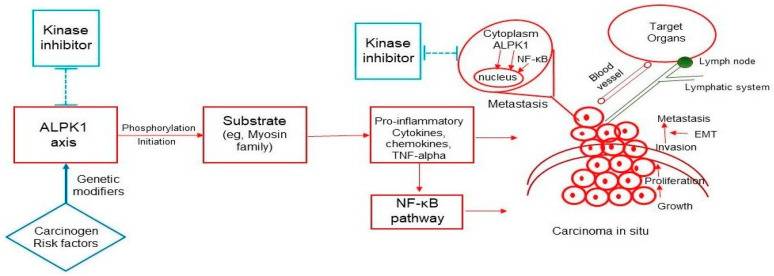 Kinase
inhibitor
ALPK1
axis
Genetic
modifiers
Carcinogen
Risk factors
Phosphorylation
Initiation
Substrate
(eg, Myosin
family)
Pro-inflammatory
Cytokines,
chemokines,
TNF-alpha
NF-κB
pathway
Kinase
inhibitor
Cytoplasm
ALPK1
NF-κB
nucleus
Metastasis
Target
Organs
Blood
vessel
Lymph node
Lymphatic system
Metastasis
EMT
Invasion
Proliferation
Growth
Carcinoma in situ